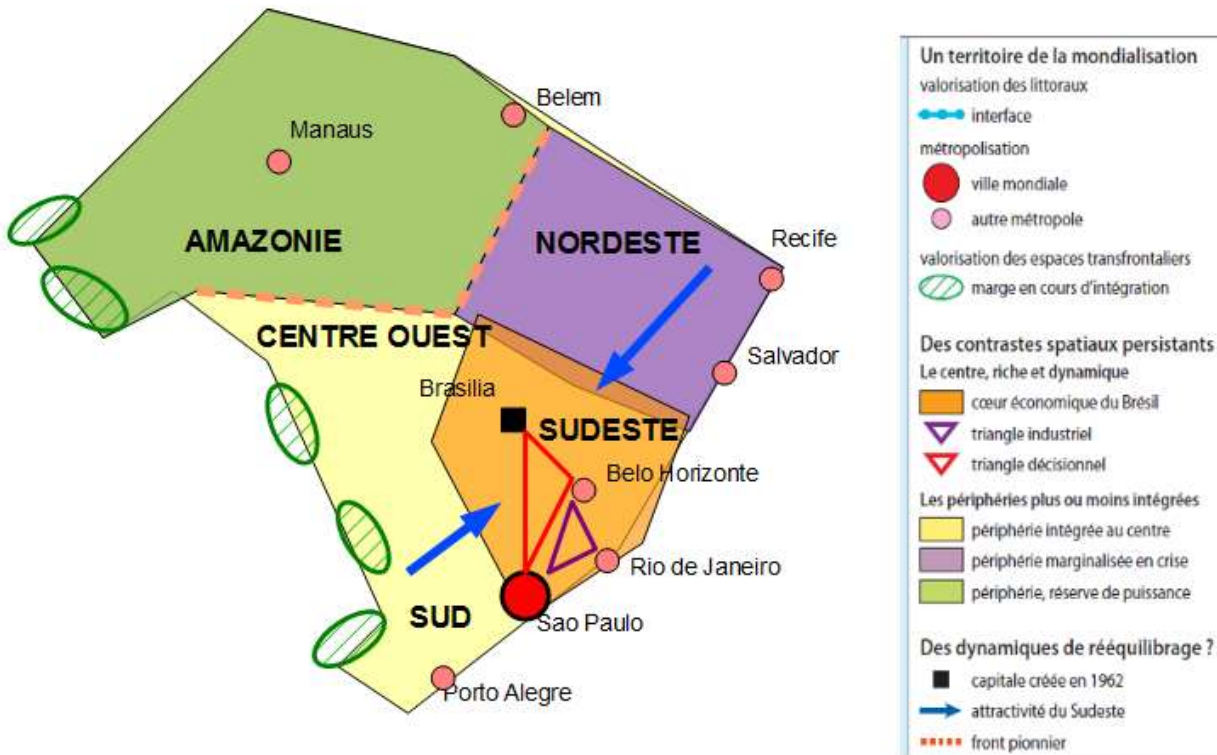 Belem
Manaus
AMAZONIE
NORDESTE
Recife
CENTRE OUEST
Salvador
Brasilia
SUDESTE
Belo Horizonte
Rio de Janeiro
SUD
Sao Paulo
Porto Alegre
Un territoire de la mondialisation
valorisation des littoraux
interface
métropolisation
ville mondiale
autre métropole
valorisation des espaces transfrontaliers
marge en cours d'intégration
Des contrastes spatiaux persistants
Le centre, riche et dynamique
cœur économique du Brésil
triangle industriel
triangle décisionnel
Les périphéries plus ou moins intégrées
périphérie intégrée au centre
périphérie marginalisée en crise
périphérie, réserve de puissance
Des dynamiques de rééquilibrage ?
capitale créée en 1962
attractivité du Sudeste
front pionnier